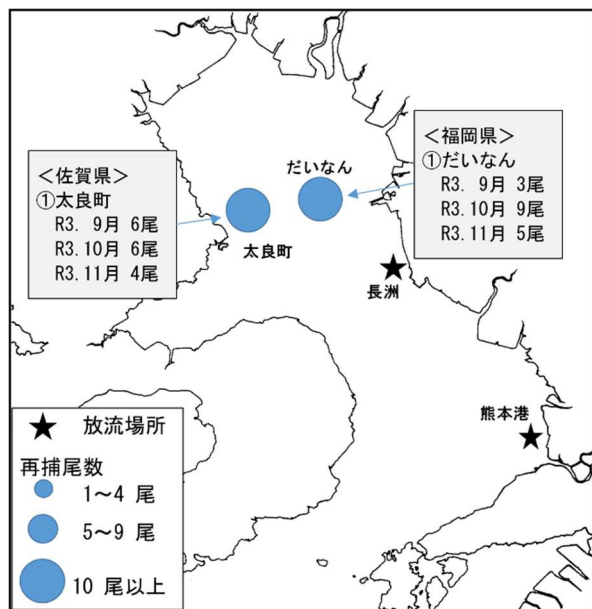 <佐賀県>
①太良町
R3. 9月 6尾
R3.10月 6尾
R3.11月 4尾
だいなん
<福岡県>
①だいなん
R3. 9月 3尾
R3.10月 9尾
R3.11月 5尾
太良町
長洲
熊本港
★ 放流場所
再捕尾数
1～4 尾
5～9 尾
10 尾以上